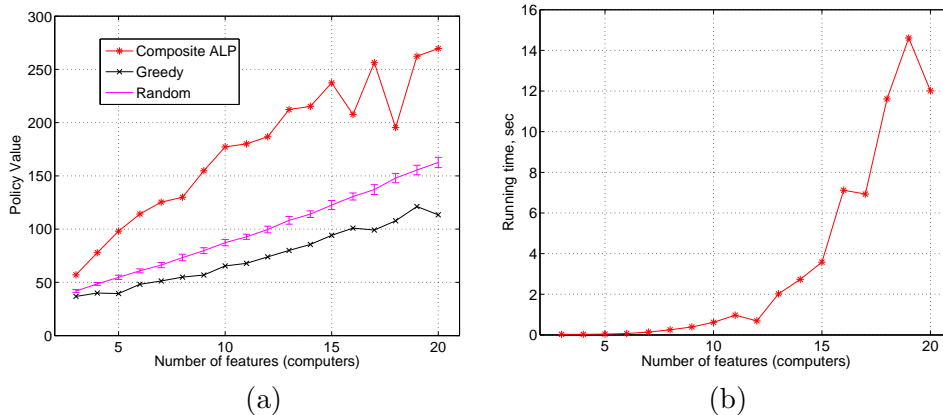 300
250
200
150
100
50
0
Policy Value
Composite ALP
Greedy
Random
5
10
15
20
Number of features (computers)
(a)
16
14
12
10
8
6
4
2
0
Running time, sec
5
10
15
20
Number of features (computers)
(b)